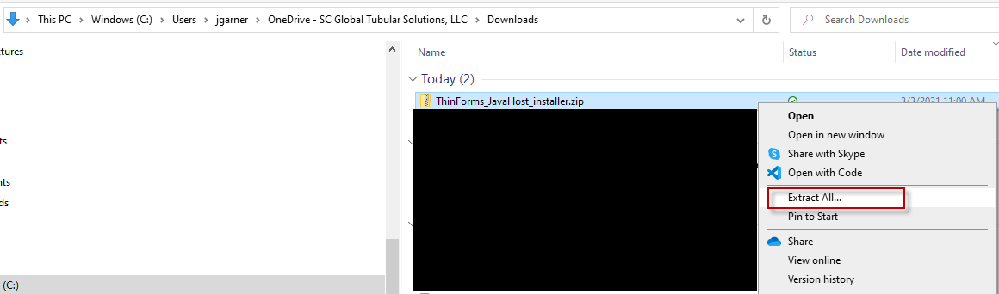 This PC > Windows (C:) > Users > jgarner > OneDrive - SC Global Tubular Solutions, LLC > Downloads
Search Downloads
ctures
Name Status Date modified
Today (2)
ThinForms_JavaHost_installer.zip 3/3/2021 11:00 AM
Open
Open in new window
ts
Share with Skype
Open with Code
nts
Extract All...
ds
Pin to Start
Share
View online
Version history
(C:)